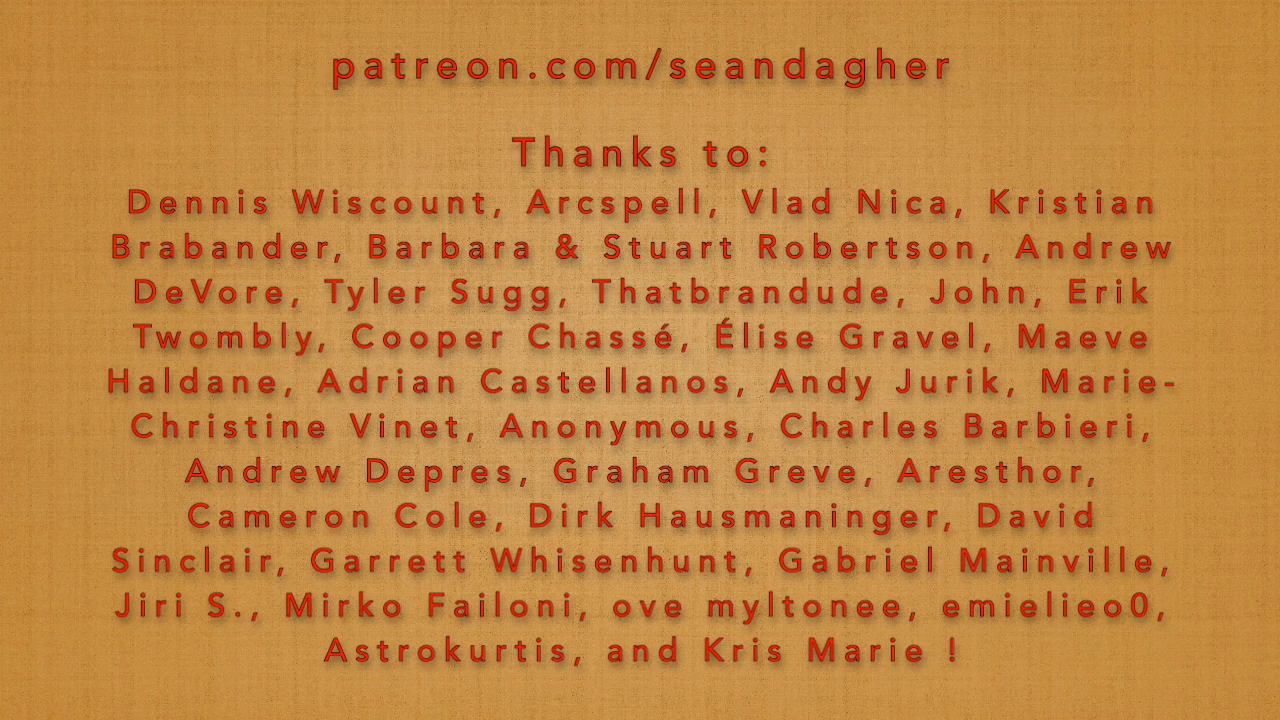 patreon.com/seandagher
Thanks to:
Dennis Wiscount, Arcspell, Vlad Nica, Kristian
Brabander, Barbara & Stuart Robertson, Andrew
DeVore, Tyler Sugg, Thatbrandude, John, Erik
Twombly, Cooper Chassé, Élise Gravel, Maeve
Haldane, Adrian Castellanos, Andy Jurik, Marie-
Christine Vinet, Anonymous, Charles Barbieri,
Andrew Depres, Graham Greve, Aresthor,
Cameron Cole, Dirk Hausmaninger, David
Sinclair, Garrett Whisenhunt, Gabriel Mainville,
Jiri S., Mirko Failoni, ove myltonee, emielieo0,
Astrokurtis, and Kris Marie !